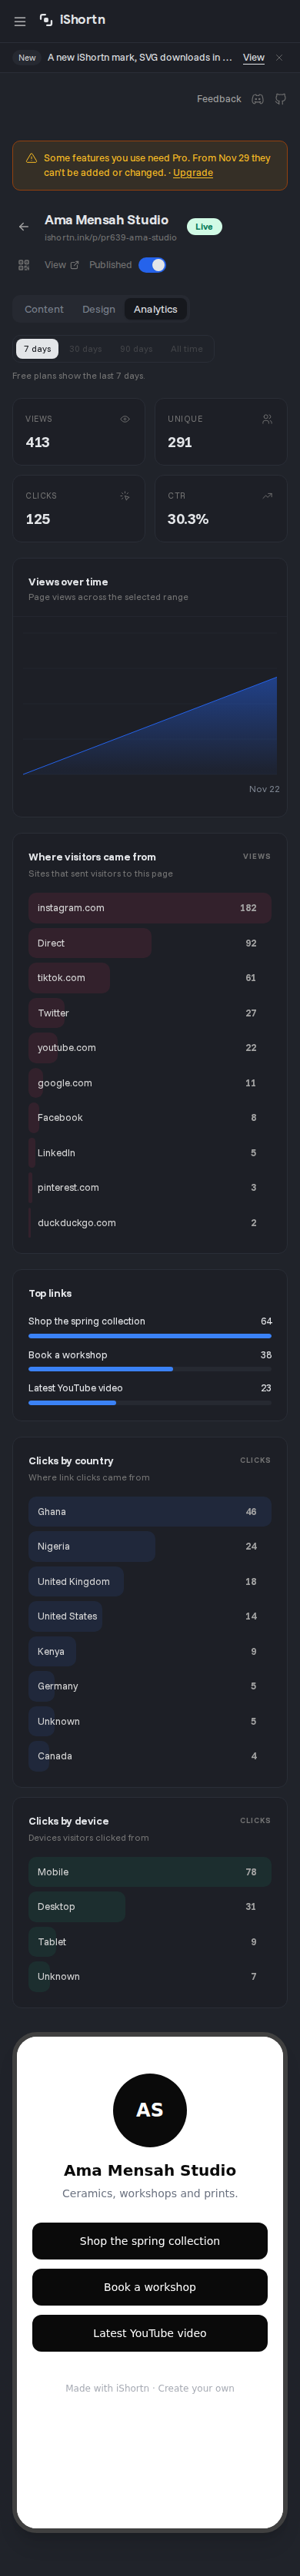 IShortn
New A new iShortn mark, SVG downloads in ... View
Feedback
Some features you use need Pro. From Nov 29 they
can't be added or changed. · Upgrade
Ama Mensah Studio Live
ishortn.ink/p/pr639-ama-studio
View Published
Content Design Analytics
7 days 30 days 90 days All time
Free plans show the last 7 days.
VIEWS UNIQUE
413 291
CLICKS CTR
125 30.3%
Views over time
Page views across the selected range
Nov 22
Where visitors came from VIEWS
Sites that sent visitors to this page
instagram.com 182
Direct 92
tiktok.com 61
Twitter 27
youtube.com 22
google.com 11
Facebook 8
LinkedIn 5
pinterest.com 3
duckduckgo.com 2
Top links
Shop the spring collection 64
Book a workshop 38
Latest YouTube video 23
Clicks by country CLICKS
Where link clicks came from
Ghana 46
Nigeria 24
United Kingdom 18
United States 14
Kenya 9
Germany 5
Unknown 5
Canada 4
Clicks by device CLICKS
Devices visitors clicked from
Mobile 78
Desktop 31
Tablet 9
Unknown 7
AS
Ama Mensah Studio
Ceramics, workshops and prints.
Shop the spring collection
Book a workshop
Latest YouTube video
Made with iShortn · Create your own